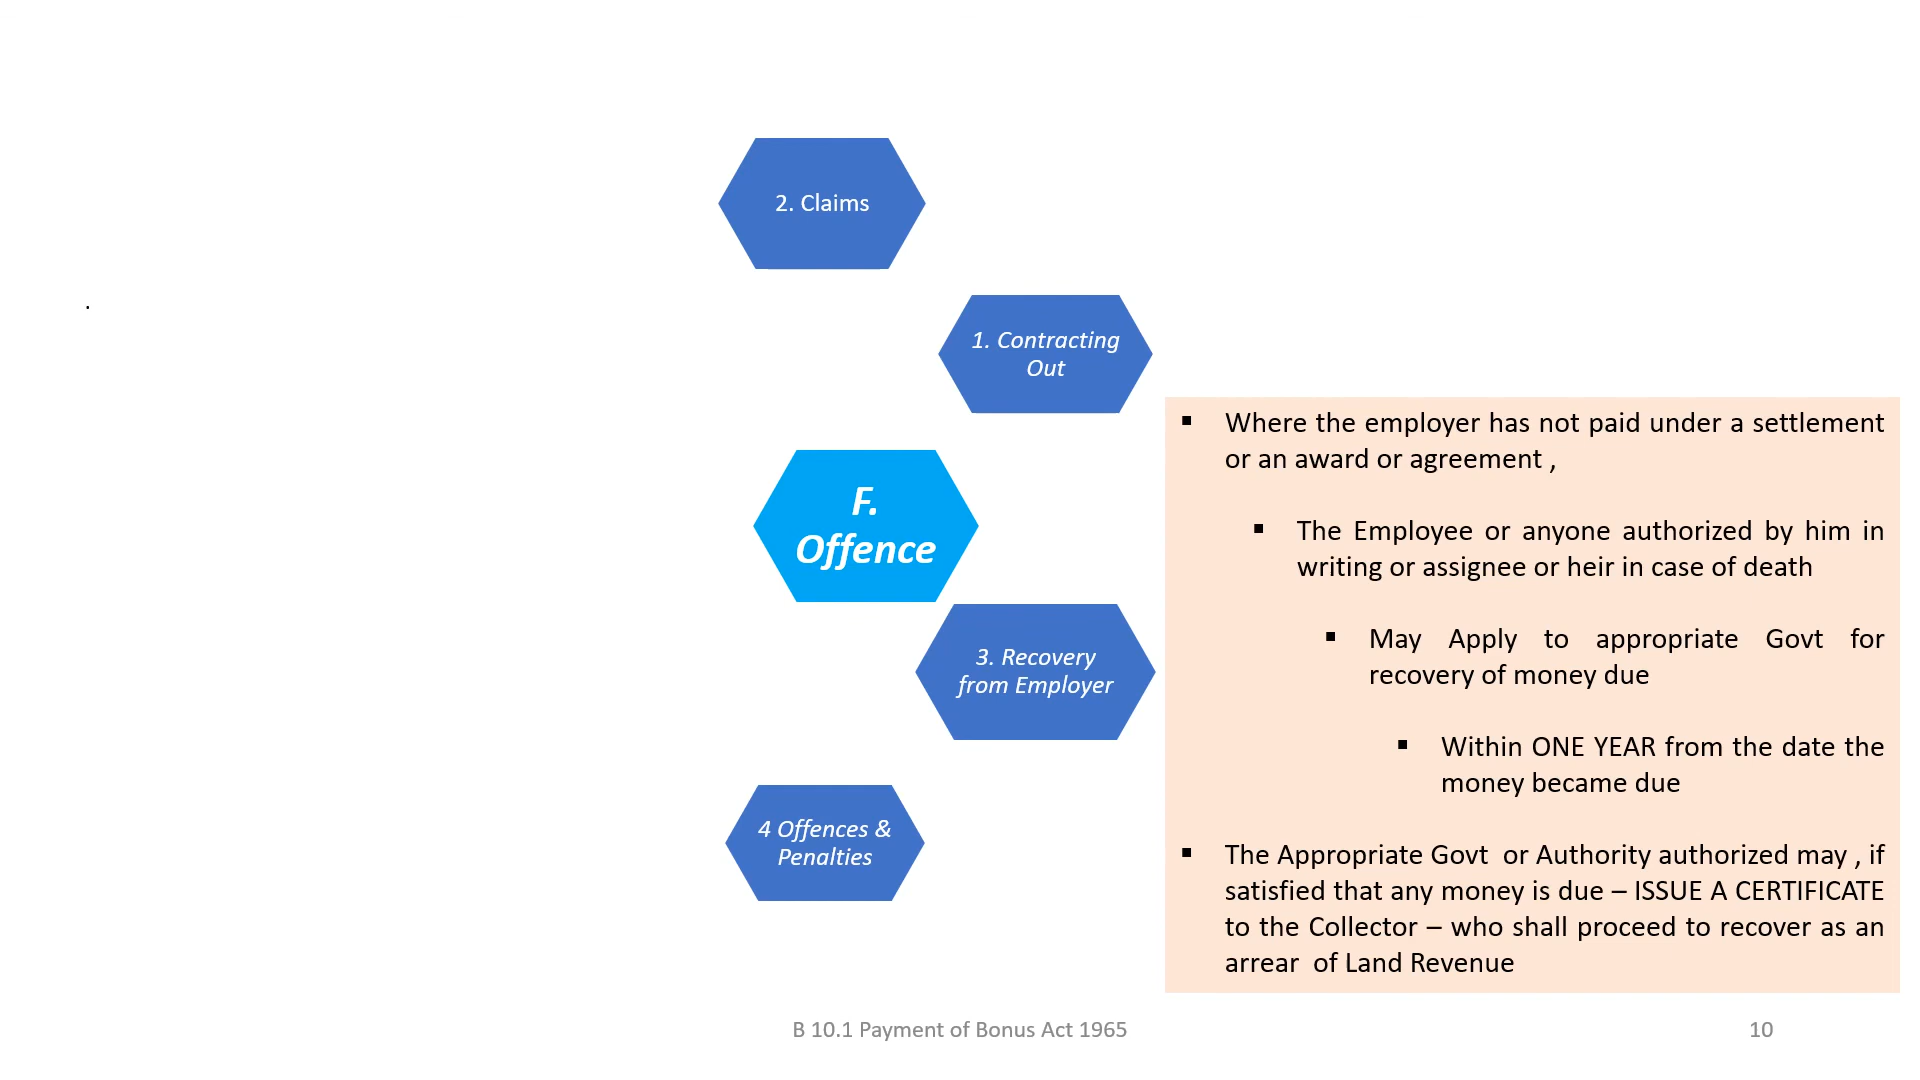 2. Claims
.
1. Contracting
Out
F.
Offence
3. Recovery
from Employer
4 Offences &
Penalties
▪ Where the employer has not paid under a settlement
or an award or agreement ,
▪ The Employee or anyone authorized by him in
writing or assignee or heir in case of death
▪ May Apply to appropriate Govt for
recovery of money due
▪ Within ONE YEAR from the date the
money became due
▪ The Appropriate Govt or Authority authorized may , if
satisfied that any money is due – ISSUE A CERTIFICATE
to the Collector – who shall proceed to recover as an
arrear of Land Revenue
B 10.1 Payment of Bonus Act 1965
10